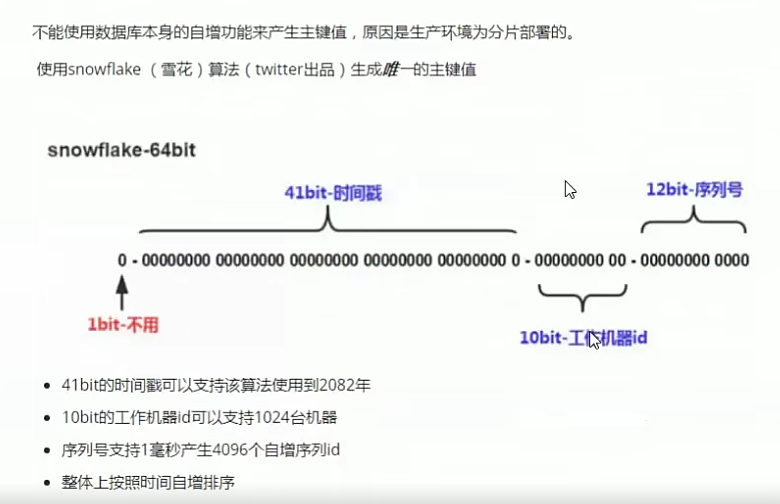 不能使用数据库本身的自增功能来产生主键值，原因是生产环境为分片部署的。
使用snowflake （雪花）算法（twitter出品）生成唯一的主键值
snowflake-64bit
41bit-时间戳
12bit-序列号
0 - 00000000 00000000 00000000 00000000 00000000 0 - 00000000 00 - 00000000 0000
1bit-不用
10bit-工作机器id
41bit的时间戳可以支持该算法使用到2082年
10bit的工作机器id可以支持1024台机器
序列号支持1毫秒产生4096个自增序列id
整体上按照时间自增排序